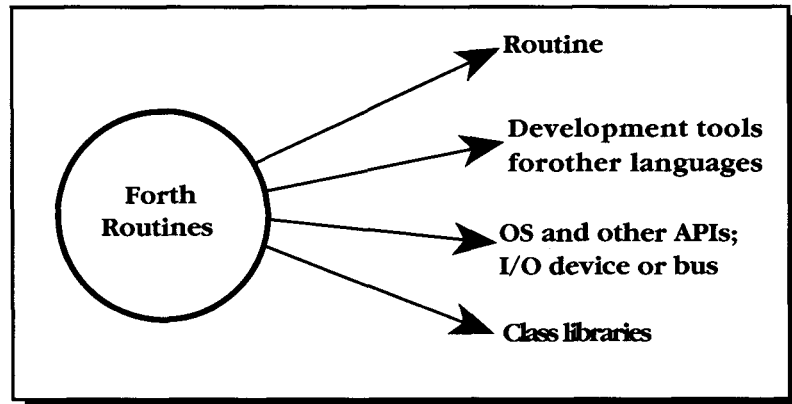 Routine
Development tools
forother languages
Forth
Routines
OS and other APIs;
I/O device or bus
Class libraries